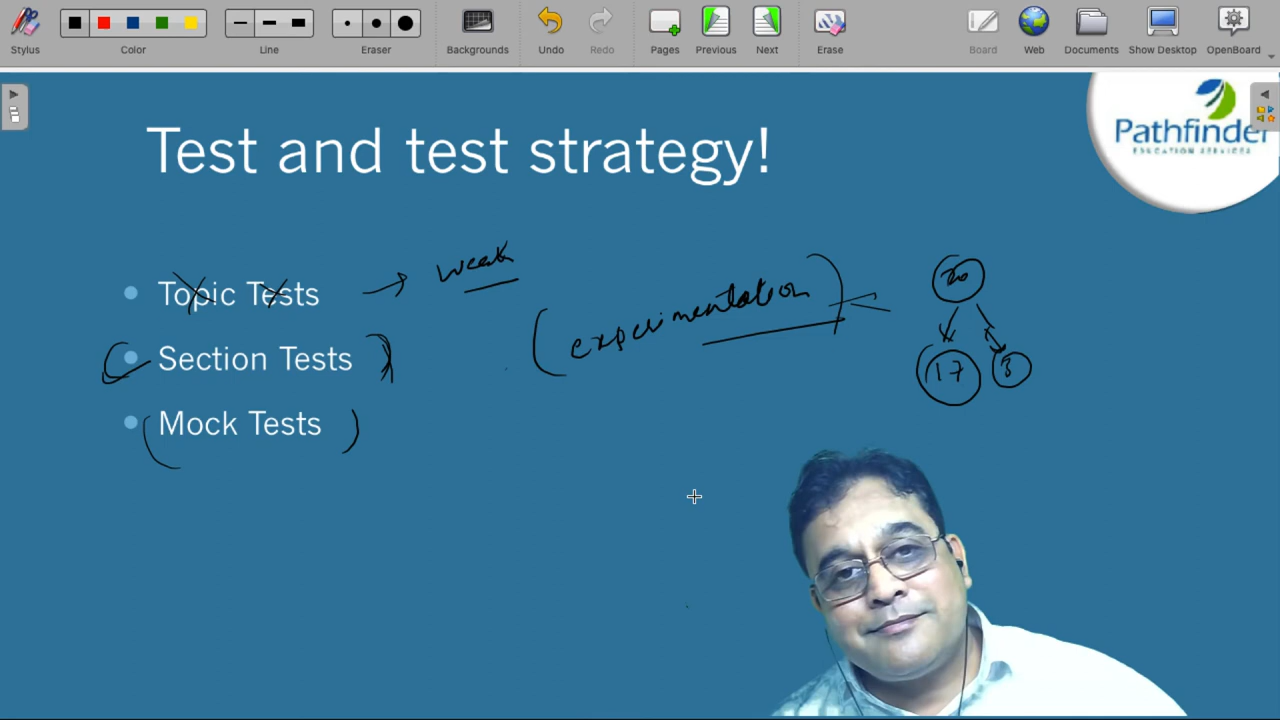 Stylus Color Line Eraser Backgrounds Undo Redo Pages Previous Next Erase Board Web Documents Show Desktop OpenBoard
Pathfinder
EDUCATION SERVICES
Test and test strategy!
Topic Tests → weak
(experimentation)
20
Section Tests
17 3
Mock Tests